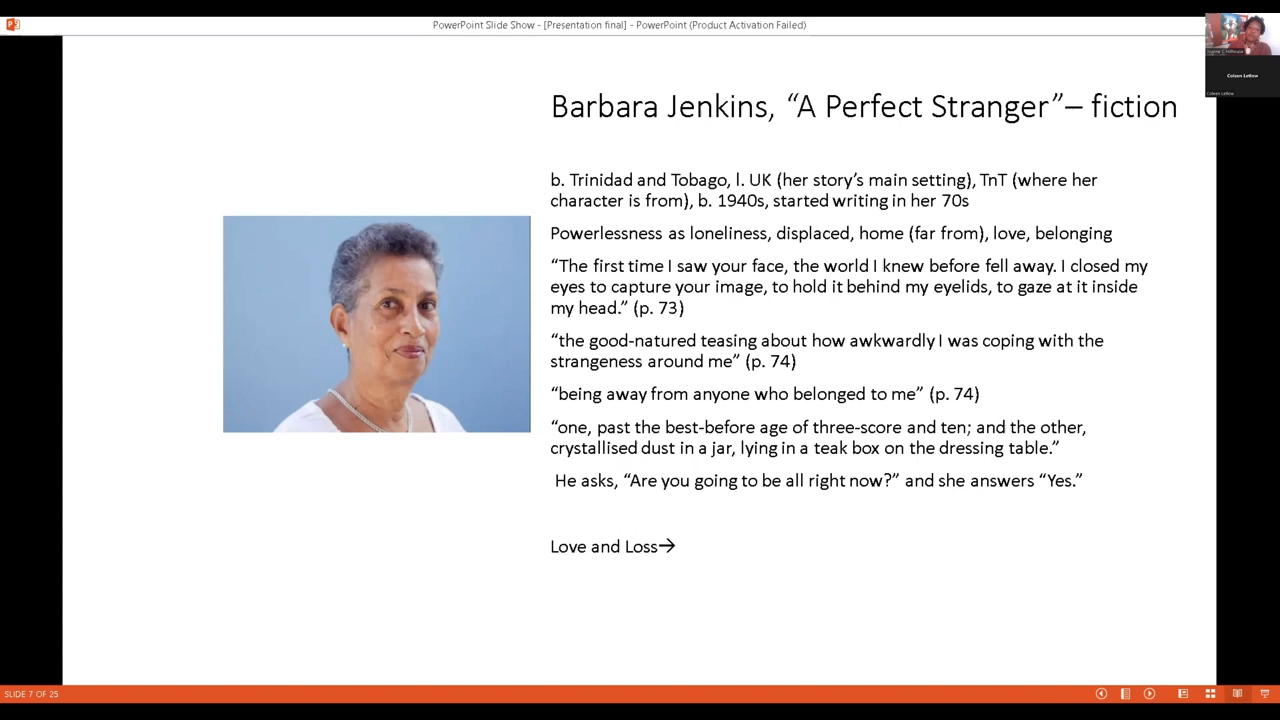 PowerPoint Slide Show - [Presentation final] - PowerPoint (Product Activation Failed)
Coleen Letlow
Coleen Letlow
Barbara Jenkins, “A Perfect Stranger”– fiction
b. Trinidad and Tobago, l. UK (her story’s main setting), TnT (where her
character is from), b. 1940s, started writing in her 70s
Powerlessness as loneliness, displaced, home (far from), love, belonging
“The first time I saw your face, the world I knew before fell away. I closed my
eyes to capture your image, to hold it behind my eyelids, to gaze at it inside
my head.” (p. 73)
“the good-natured teasing about how awkwardly I was coping with the
strangeness around me” (p. 74)
“being away from anyone who belonged to me” (p. 74)
“one, past the best-before age of three-score and ten; and the other,
crystallised dust in a jar, lying in a teak box on the dressing table.”
He asks, “Are you going to be all right now?” and she answers “Yes.”
Love and Loss→
SLIDE 7 OF 25